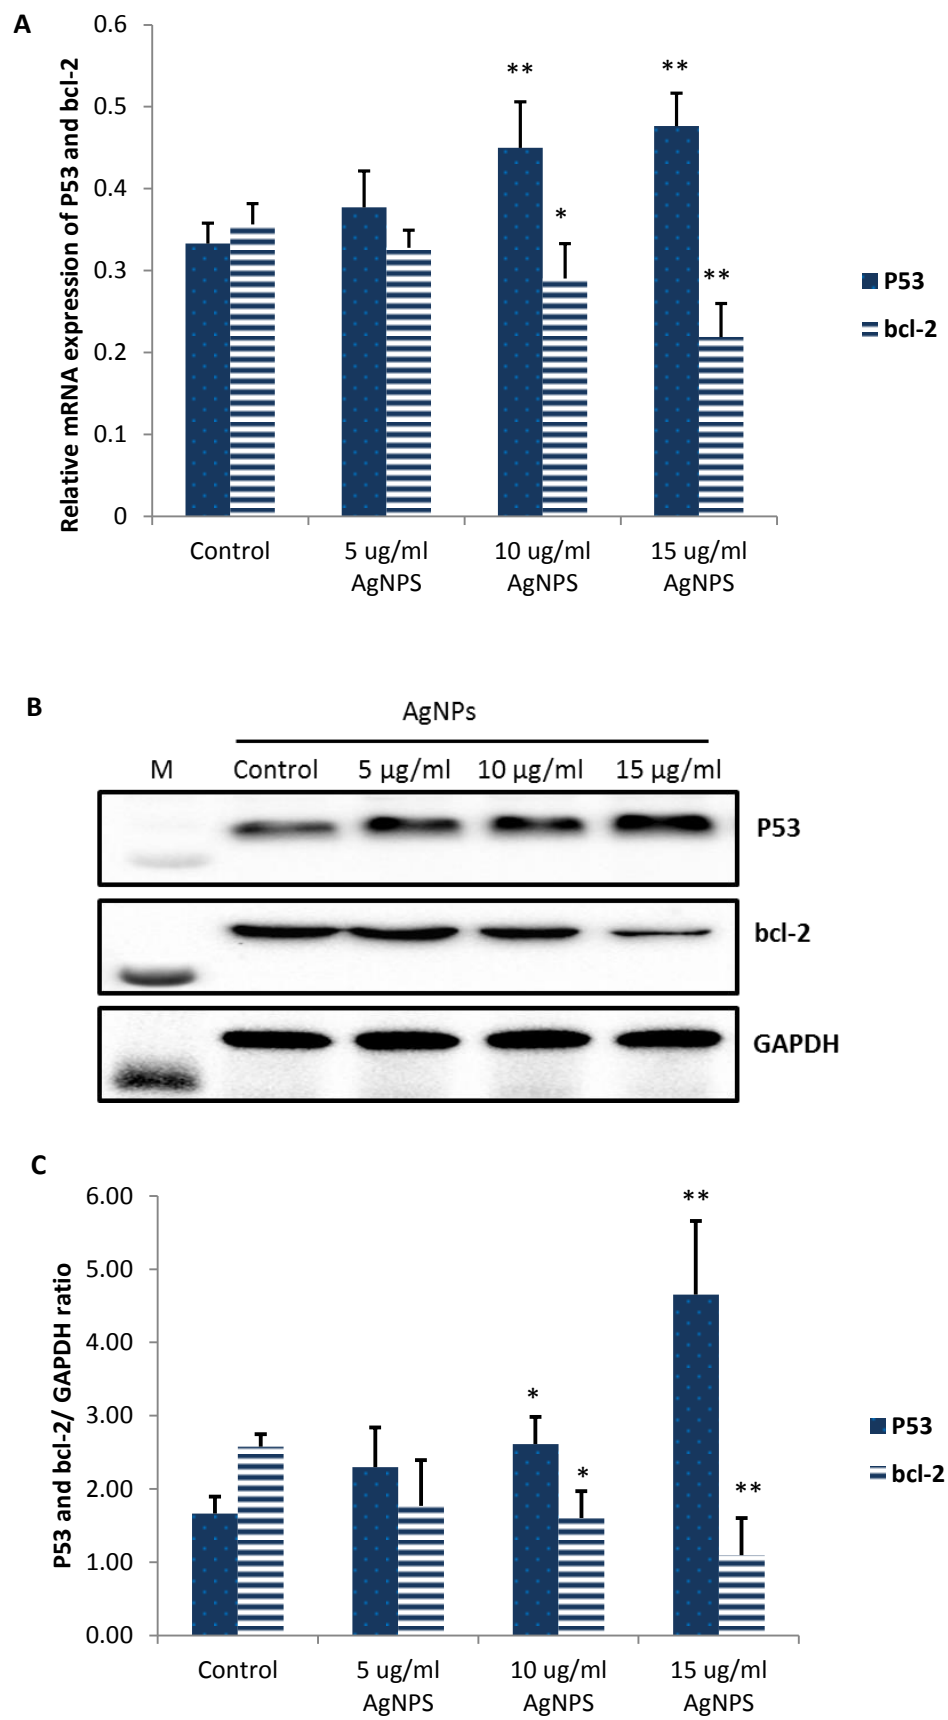 A
Relative mRNA expression of P53 and bcl-2
0.6
0.5
0.4
0.3
0.2
0.1
0
**
**
*
**
P53
bcl-2
Control
5 ug/ml
AgNPS
10 ug/ml
AgNPS
15 ug/ml
AgNPS
B
AgNPs
M Control 5 µg/ml 10 µg/ml 15 µg/ml
P53
bcl-2
GAPDH
C
P53 and bcl-2/ GAPDH ratio
6.00
5.00
4.00
3.00
2.00
1.00
0.00
*
*
**
**
P53
bcl-2
Control
5 ug/ml
AgNPS
10 ug/ml
AgNPS
15 ug/ml
AgNPS